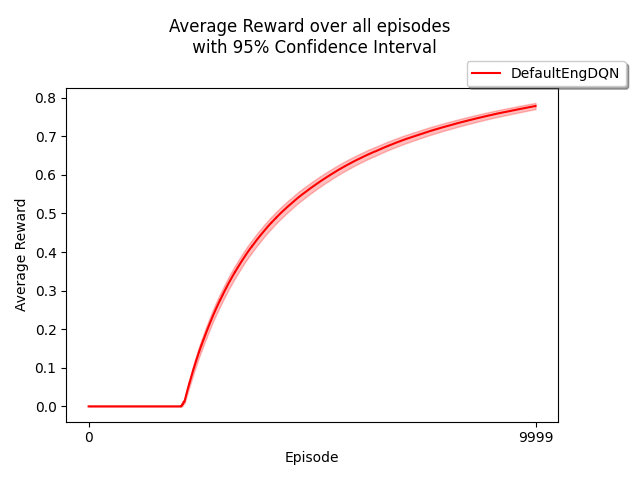 Average Reward over all episodes
with 95% Confidence Interval
DefaultEngDQN
0.8
0.7
0.6
0.5
0.4
0.3
0.2
0.1
0.0
Average Reward
0
9999
Episode